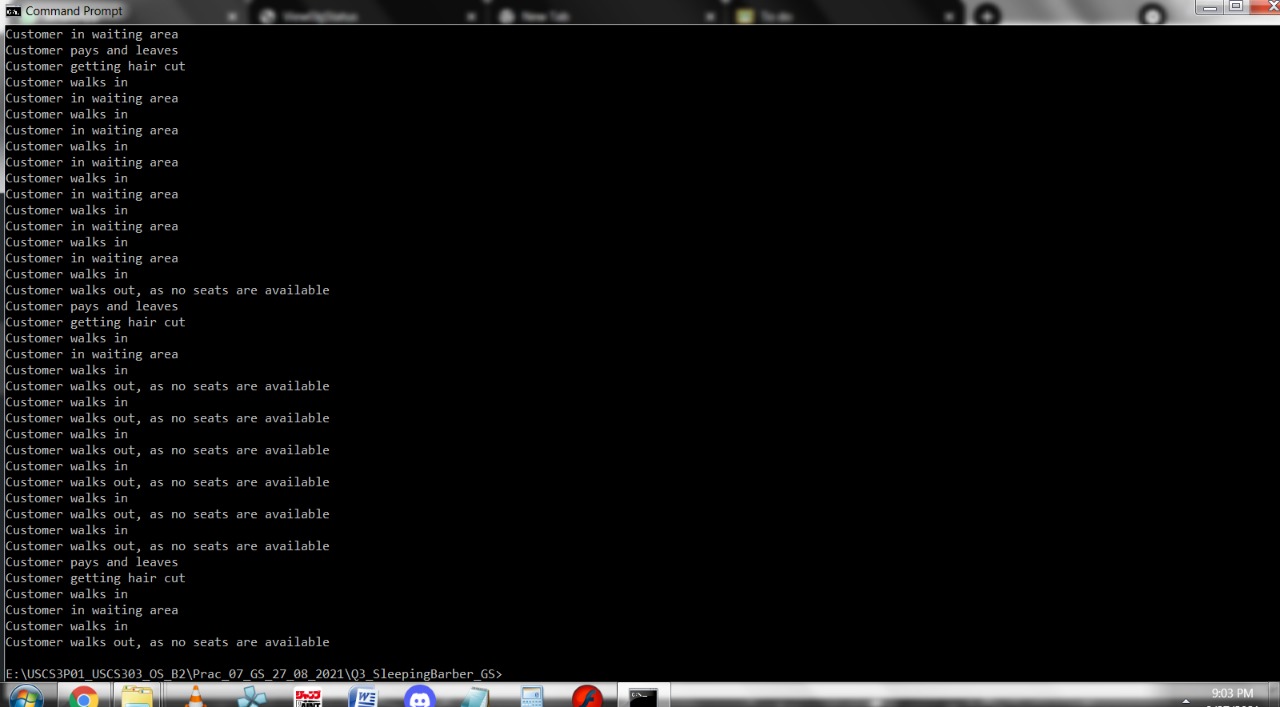 Command Prompt
New Tab
To do
Customer in waiting area
Customer pays and leaves
Customer getting hair cut
Customer walks in
Customer in waiting area
Customer walks in
Customer in waiting area
Customer walks in
Customer in waiting area
Customer walks in
Customer in waiting area
Customer walks in
Customer in waiting area
Customer walks in
Customer in waiting area
Customer walks in
Customer walks out, as no seats are available
Customer pays and leaves
Customer getting hair cut
Customer walks in
Customer in waiting area
Customer walks in
Customer walks out, as no seats are available
Customer walks in
Customer walks out, as no seats are available
Customer walks in
Customer walks out, as no seats are available
Customer walks in
Customer walks out, as no seats are available
Customer walks in
Customer walks out, as no seats are available
Customer walks in
Customer walks out, as no seats are available
Customer pays and leaves
Customer getting hair cut
Customer walks in
Customer in waiting area
Customer walks in
Customer walks out, as no seats are available
E:\USCS3P01_USCS303_OS_B2\Prac_07_GS_27_08_2021\Q3_SleepingBarber_GS>
9:03 PM